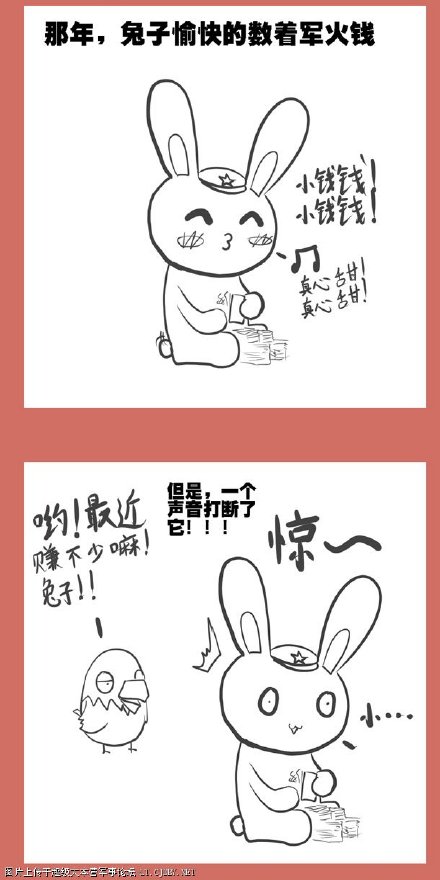 那年，兔子愉快的数着军火钱
小钱钱！
小钱钱！
真心甜！
真心甜！
但是，一个
声音打断了
它！！！
哟！最近
赚不少嘛！
兔子！！
惊～
小····